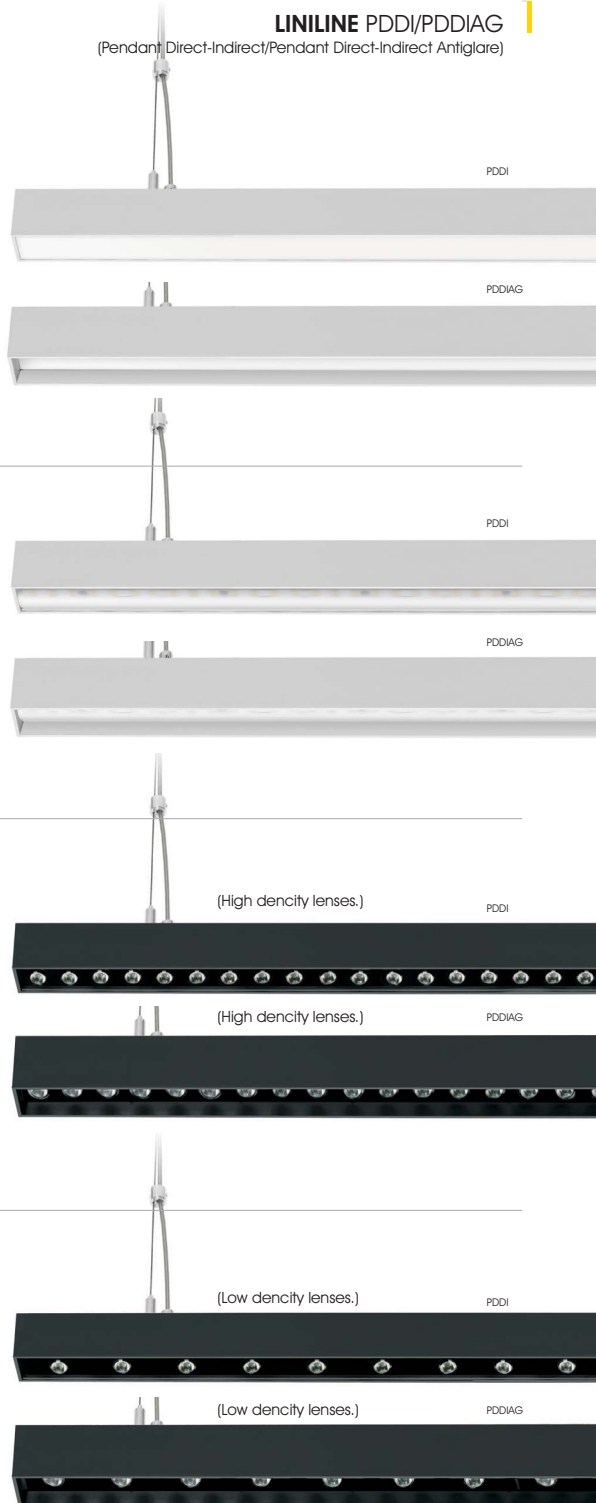 LINILINE PDDI/PDDIAG
(Pendant Direct-Indirect/Pendant Direct-Indirect Antiglare)
PDDI
PDDIAG
PDDI
PDDIAG
(High dencity lenses.)
PDDI
(High dencity lenses.)
PDDIAG
(Low dencity lenses.)
PDDI
(Low dencity lenses.)
PDDIAG